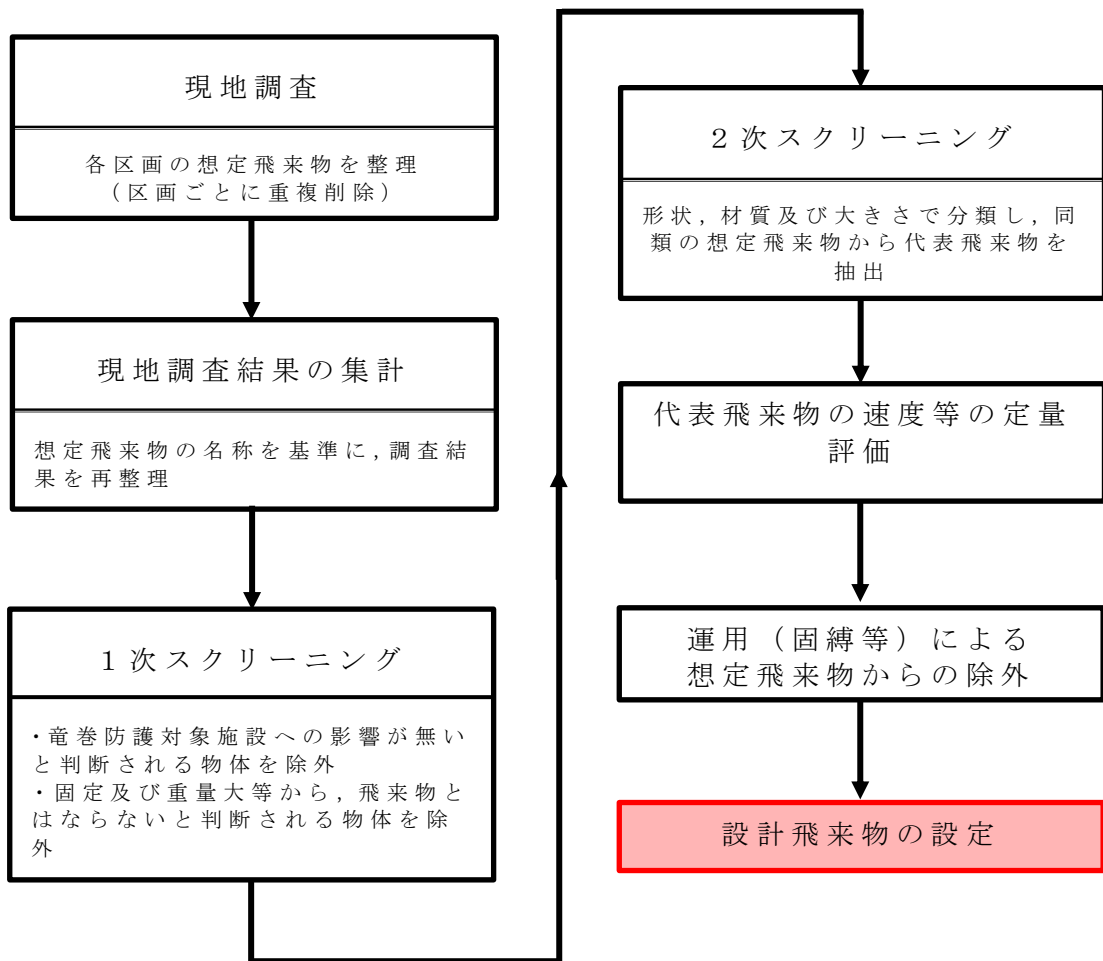 現地調査
各区画の想定飛来物を整理
（区画ごとに重複削除）
現地調査結果の集計
想定飛来物の名称を基準に，調査結
果を再整理
１次スクリーニング
・竜巻防護対象施設への影響が無い
と判断される物体を除外
・固定及び重量大等から，飛来物と
はならないと判断される物体を除
外
２次スクリーニング
形状，材質及び大きさで分類し，同
類の想定飛来物から代表飛来物を
抽出
代表飛来物の速度等の定量
評価
運用（固縛等）による
想定飛来物からの除外
設計飛来物の設定